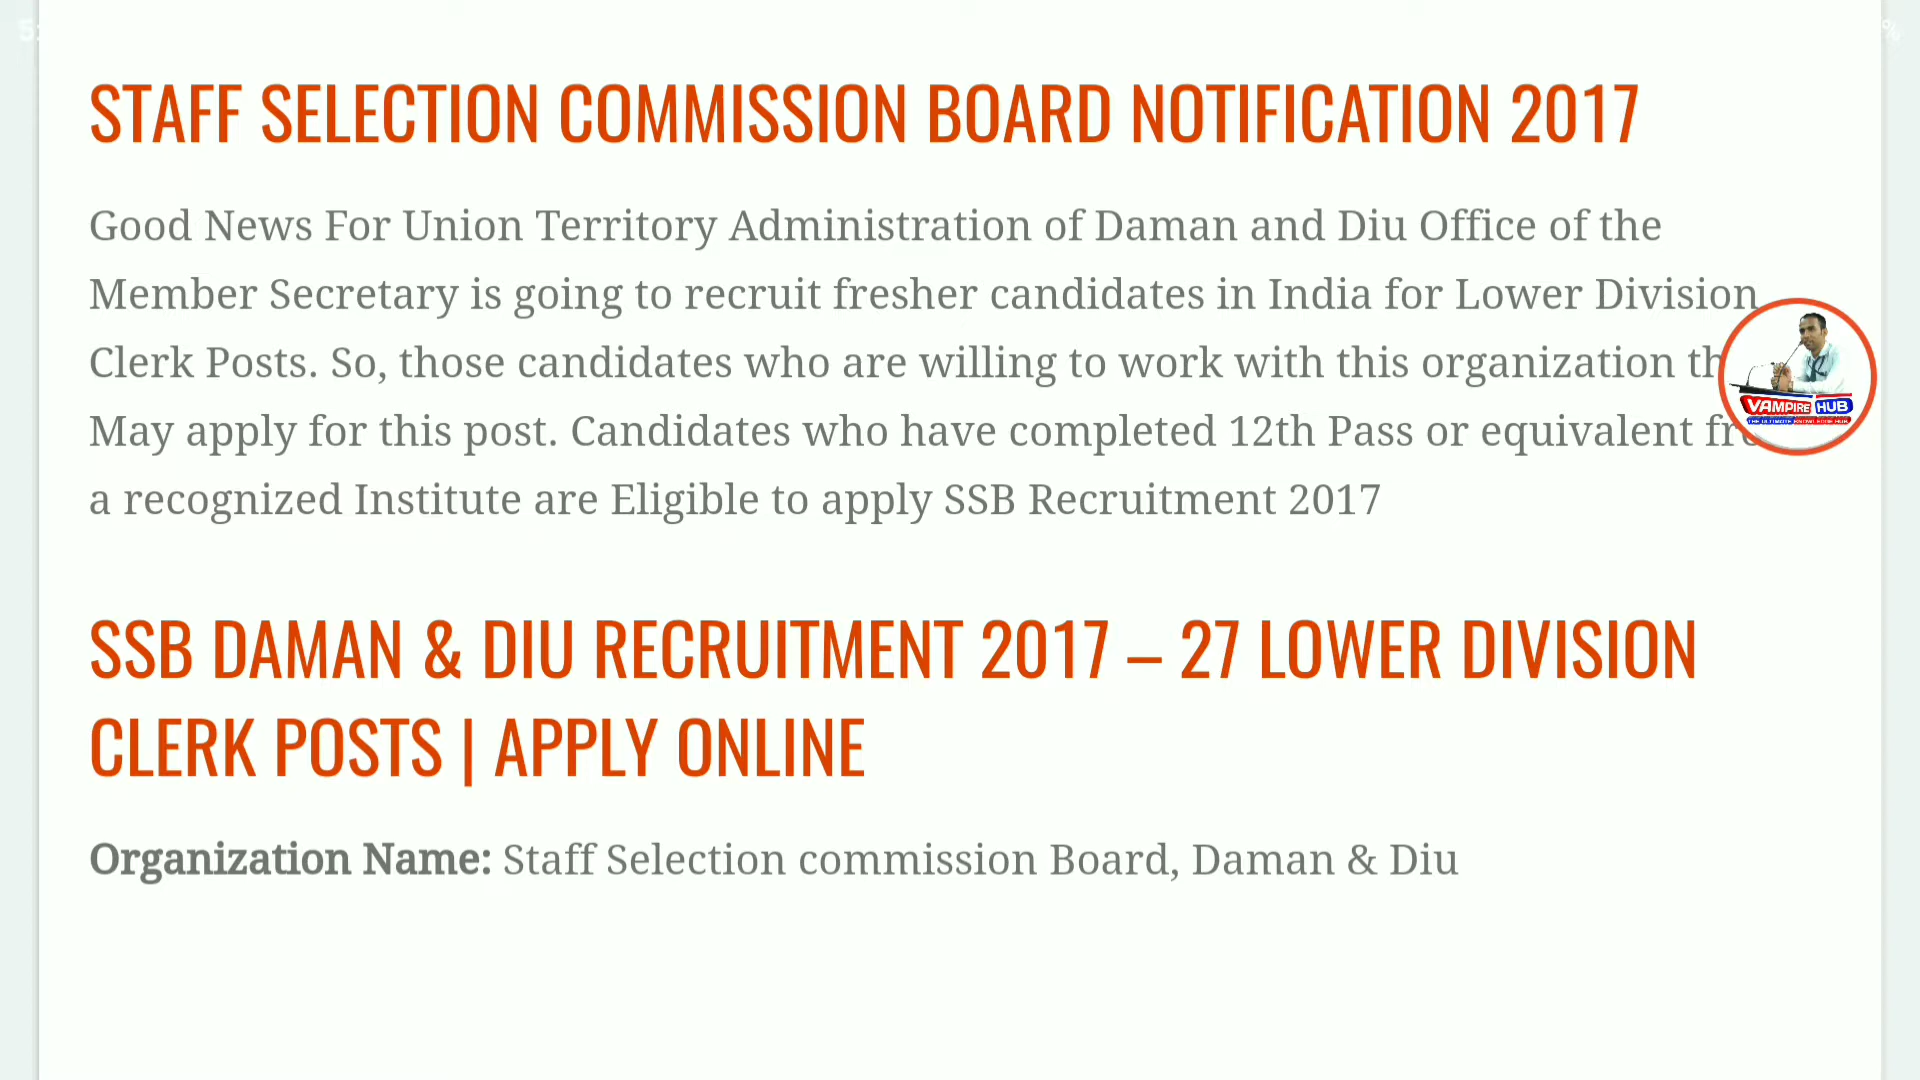 STAFF SELECTION COMMISSION BOARD NOTIFICATION 2017
Good News For Union Territory Administration of Daman and Diu Office of the
Member Secretary is going to recruit fresher candidates in India for Lower Division
Clerk Posts. So, those candidates who are willing to work with this organization
May apply for this post. Candidates who have completed 12th Pass or equivalent
a recognized Institute are Eligible to apply SSB Recruitment 2017
VAMPIRE HUB
THE ULTIMATE KNOWLEDGE HUB
SSB DAMAN & DIU RECRUITMENT 2017 – 27 LOWER DIVISION
CLERK POSTS | APPLY ONLINE
Organization Name: Staff Selection commission Board, Daman & Diu